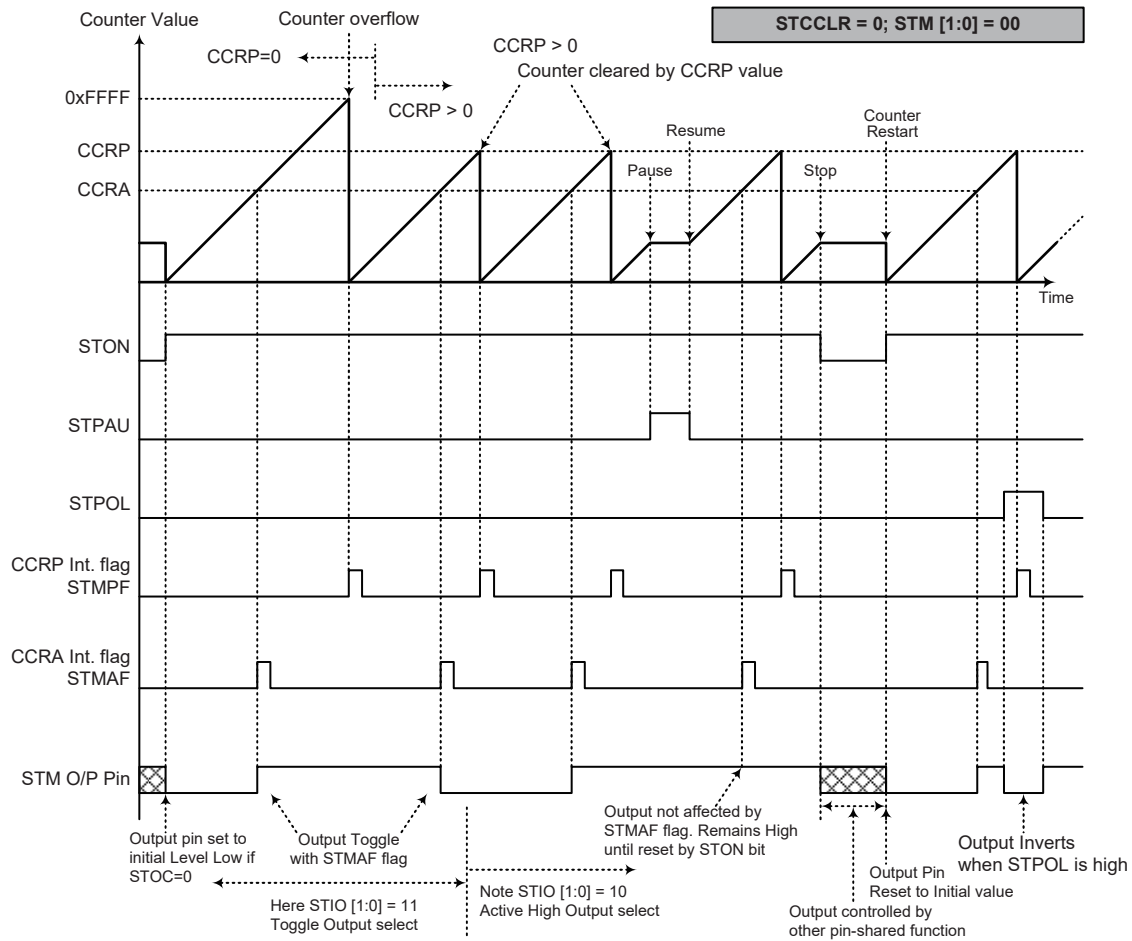 Counter Value
Counter overflow
STCCLR = 0; STM [1:0] = 00
CCRP=0
CCRP > 0
CCRP > 0
Counter cleared by CCRP value
0xFFFF
CCRP
CCRA
Pause
Resume
Stop
Counter
Restart
Time
STON
STPAU
STPOL
CCRP Int. flag
STMPF
CCRA Int. flag
STMAF
STM O/P Pin
Output pin set to
initial Level Low if
STOC=0
Output Toggle
with STMAF flag
Here STIO [1:0] = 11
Toggle Output select
Note STIO [1:0] = 10
Active High Output select
Output not affected by
STMAF flag. Remains High
until reset by STON bit
Output controlled by
other pin-shared function
Output Pin
Reset to Initial value
Output Inverts
when STPOL is high